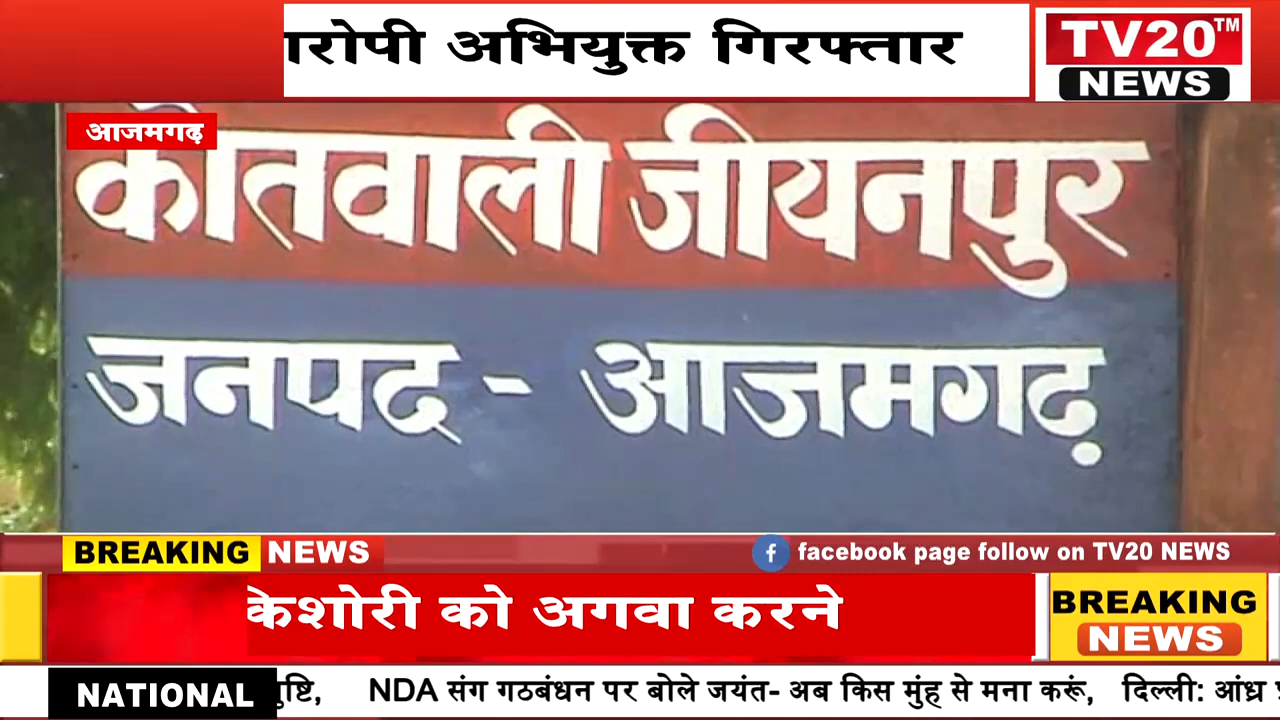 रोपी अभियुक्त गिरफ्तार
TV20™
NEWS
आजमगढ़
कोतवाली जीयनपुर
जनपद - आजमगढ़
BREAKING NEWS
facebook page follow on TV20 NEWS
केशोरी को अगवा करने
BREAKING
NEWS
NATIONAL
NDA संग गठबंधन पर बोले जयंत- अब किस मुंह से मना करूं, दिल्ली: आंध्र